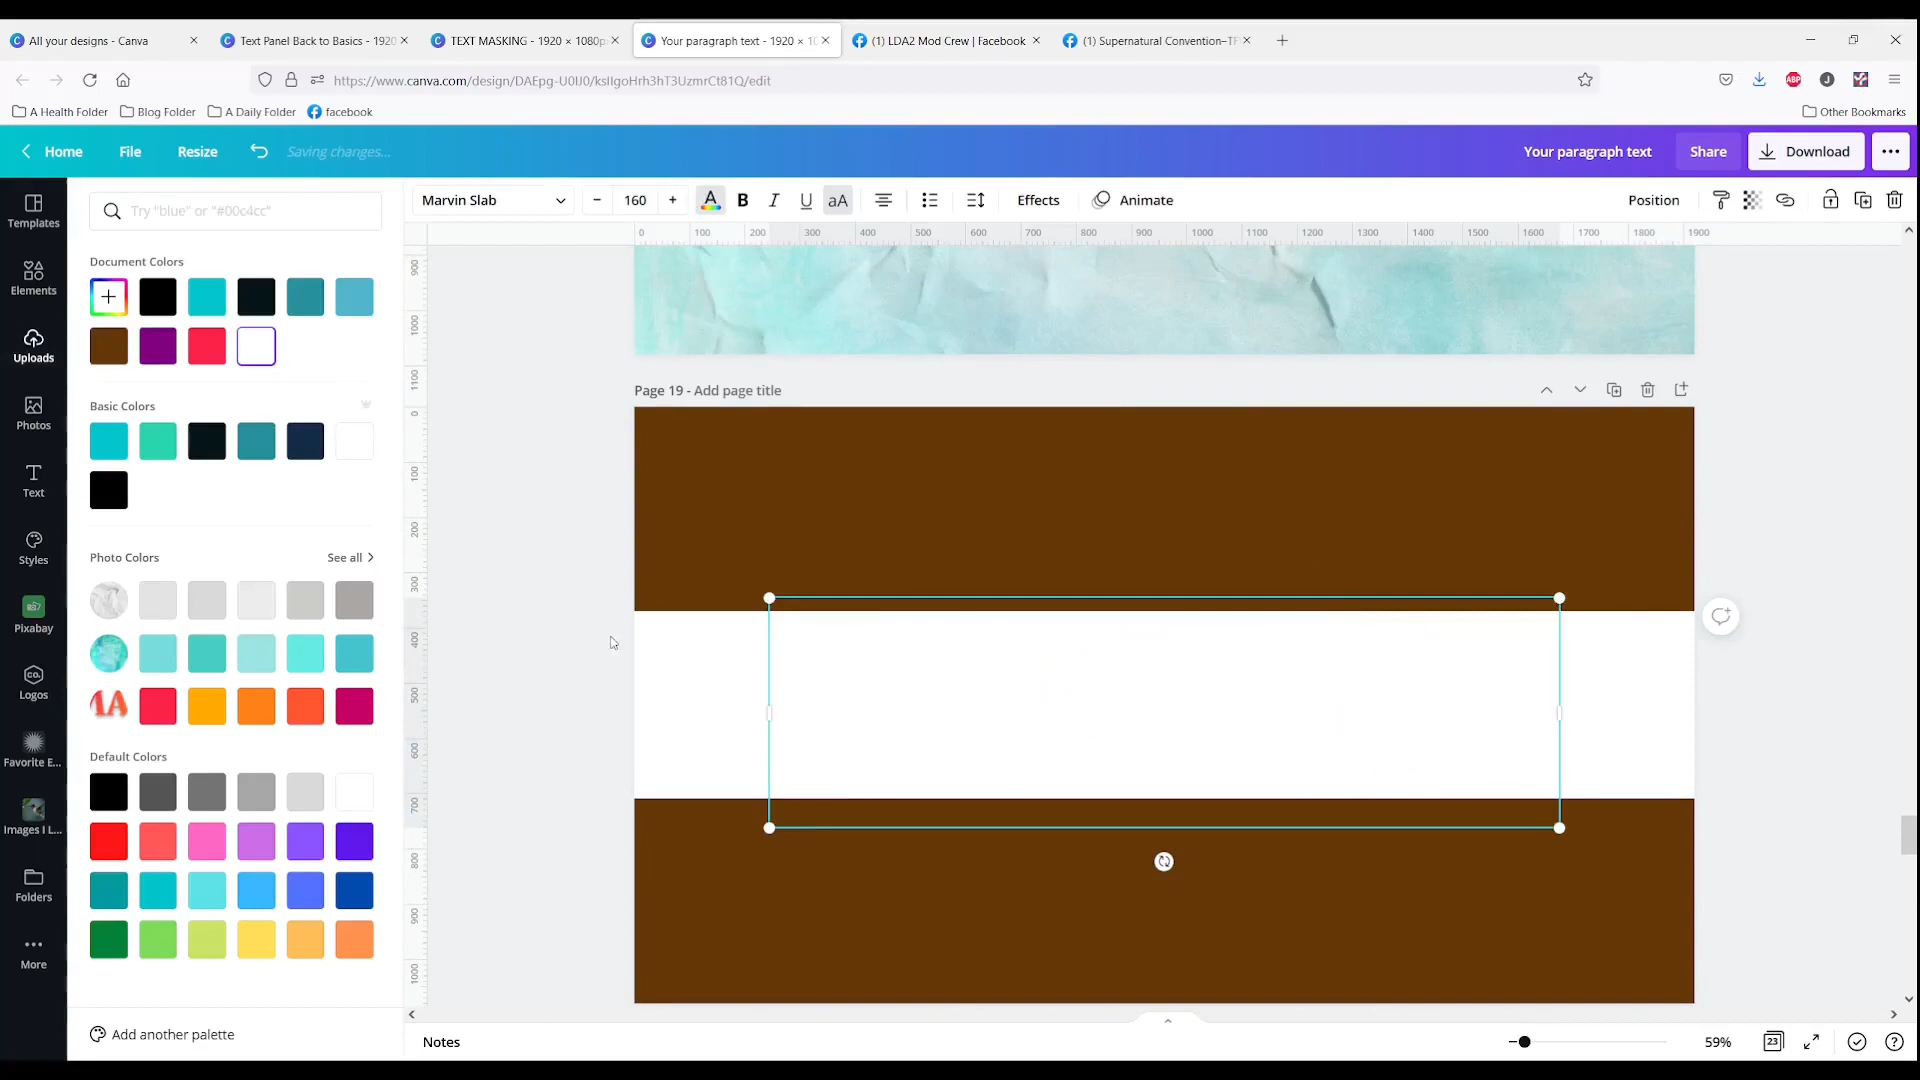 All your designs - Canva
Text Panel Back to Basics - 1920
TEXT MASKING - 1920 × 1080p
Your paragraph text - 1920 × 10
(1) LDA2 Mod Crew | Facebook
(1) Supernatural Convention–TF
https://www.canva.com/design/DAEpg-U0IJ0/ksIIgoHrh3hT3UzmrCt81Q/edit
ABP
J
A Health Folder
Blog Folder
A Daily Folder
facebook
Other Bookmarks
Home
File
Resize
Saving changes...
Your paragraph text
Share
Download
Templates
Elements
Uploads
Photos
Text
Styles
Pixabay
Logos
Favorite E...
Images I L...
Folders
More
Try "blue" or "#00c4cc"
Marvin Slab
– 160 +
A B I U aA
Effects
Animate
Position
0 100 200 300 400 500 600 700 800 900 1000 1100 1200 1300 1400 1500 1600 1700 1800 1900
900
1000
1100
0
100
200
300
400
500
600
700
800
900
1000
Document Colors
Basic Colors
Photo Colors
See all
Default Colors
Add another palette
Page 19 - Add page title
Notes
59%
23